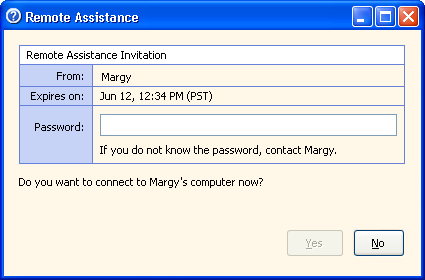 Remote Assistance
Remote Assistance Invitation
From: Margy
Expires on: Jun 12, 12:34 PM (PST)
Password:
If you do not know the password, contact Margy.
Do you want to connect to Margy's computer now?
Yes No